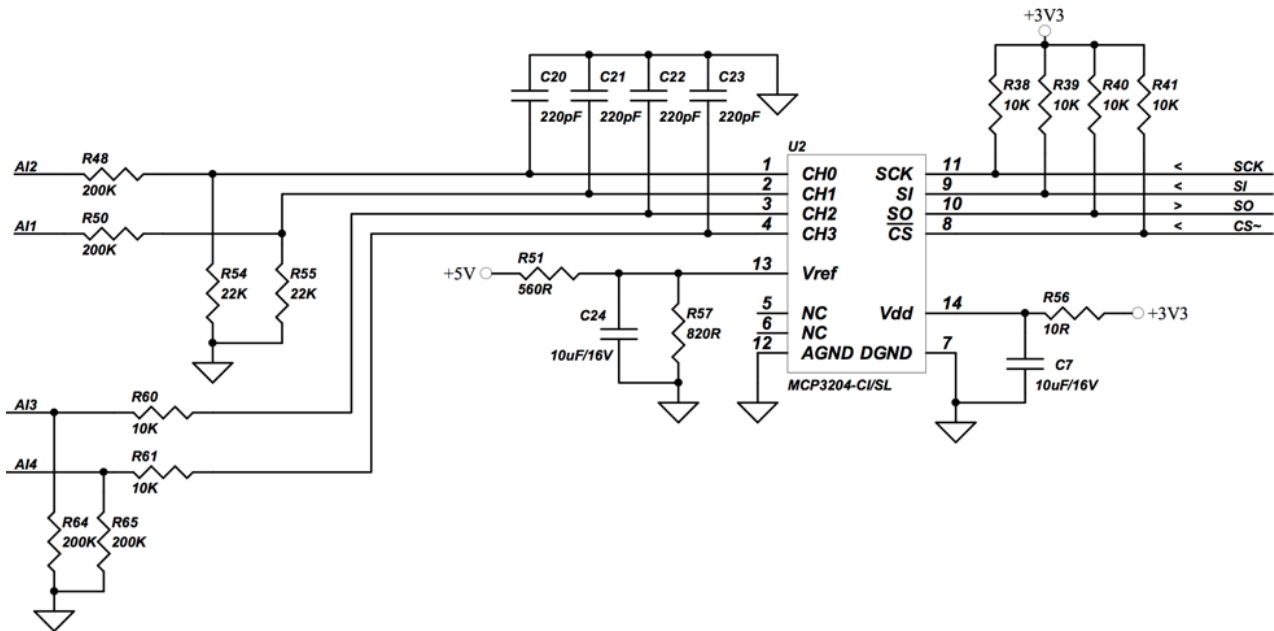 +3V3
C20
C21
C22
C23
220pF
220pF
220pF
220pF
R38
10K
R39
10K
R40
10K
R41
10K
U2
AI2
R48
200K
1
CH0
SCK
11
<
SCK
2
CH1
SI
9
<
SI
3
CH2
SO
10
>
SO
AI1
R50
200K
4
CH3
CS
8
<
CS~
R54
22K
R55
22K
+5V
R51
560R
13
Vref
C24
10uF/16V
R57
820R
5
NC
Vdd
14
R56
10R
+3V3
6
NC
12
AGND
DGND
7
C7
10uF/16V
MCP3204-CI/SL
AI3
R60
10K
AI4
R61
10K
R64
200K
R65
200K